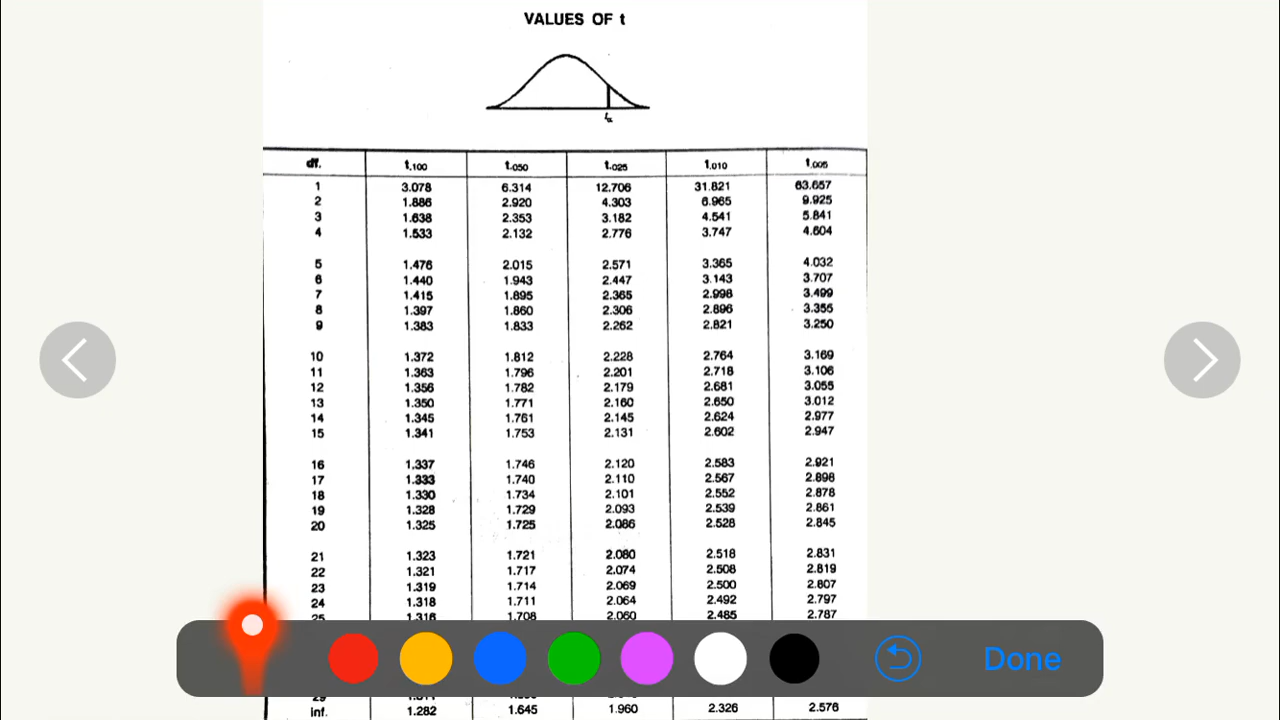 VALUES OF t
tα
df. t.100 t.050 t.025 t.010 t.005
1 3.078 6.314 12.706 31.821 63.657
2 1.886 2.920 4.303 6.965 9.925
3 1.638 2.353 3.182 4.541 5.841
4 1.533 2.132 2.776 3.747 4.604
5 1.476 2.015 2.571 3.365 4.032
6 1.440 1.943 2.447 3.143 3.707
7 1.415 1.895 2.365 2.998 3.499
8 1.397 1.860 2.306 2.896 3.355
9 1.383 1.833 2.262 2.821 3.250
10 1.372 1.812 2.228 2.764 3.169
11 1.363 1.796 2.201 2.718 3.106
12 1.356 1.782 2.179 2.681 3.055
13 1.350 1.771 2.160 2.650 3.012
14 1.345 1.761 2.145 2.624 2.977
15 1.341 1.753 2.131 2.602 2.947
16 1.337 1.746 2.120 2.583 2.921
17 1.333 1.740 2.110 2.567 2.898
18 1.330 1.734 2.101 2.552 2.878
19 1.328 1.729 2.093 2.539 2.861
20 1.325 1.725 2.086 2.528 2.845
21 1.323 1.721 2.080 2.518 2.831
22 1.321 1.717 2.074 2.508 2.819
23 1.319 1.714 2.069 2.500 2.807
24 1.318 1.711 2.064 2.492 2.797
25 1.316 1.708 2.060 2.485 2.787
Done
inf. 1.282 1.645 1.960 2.326 2.576